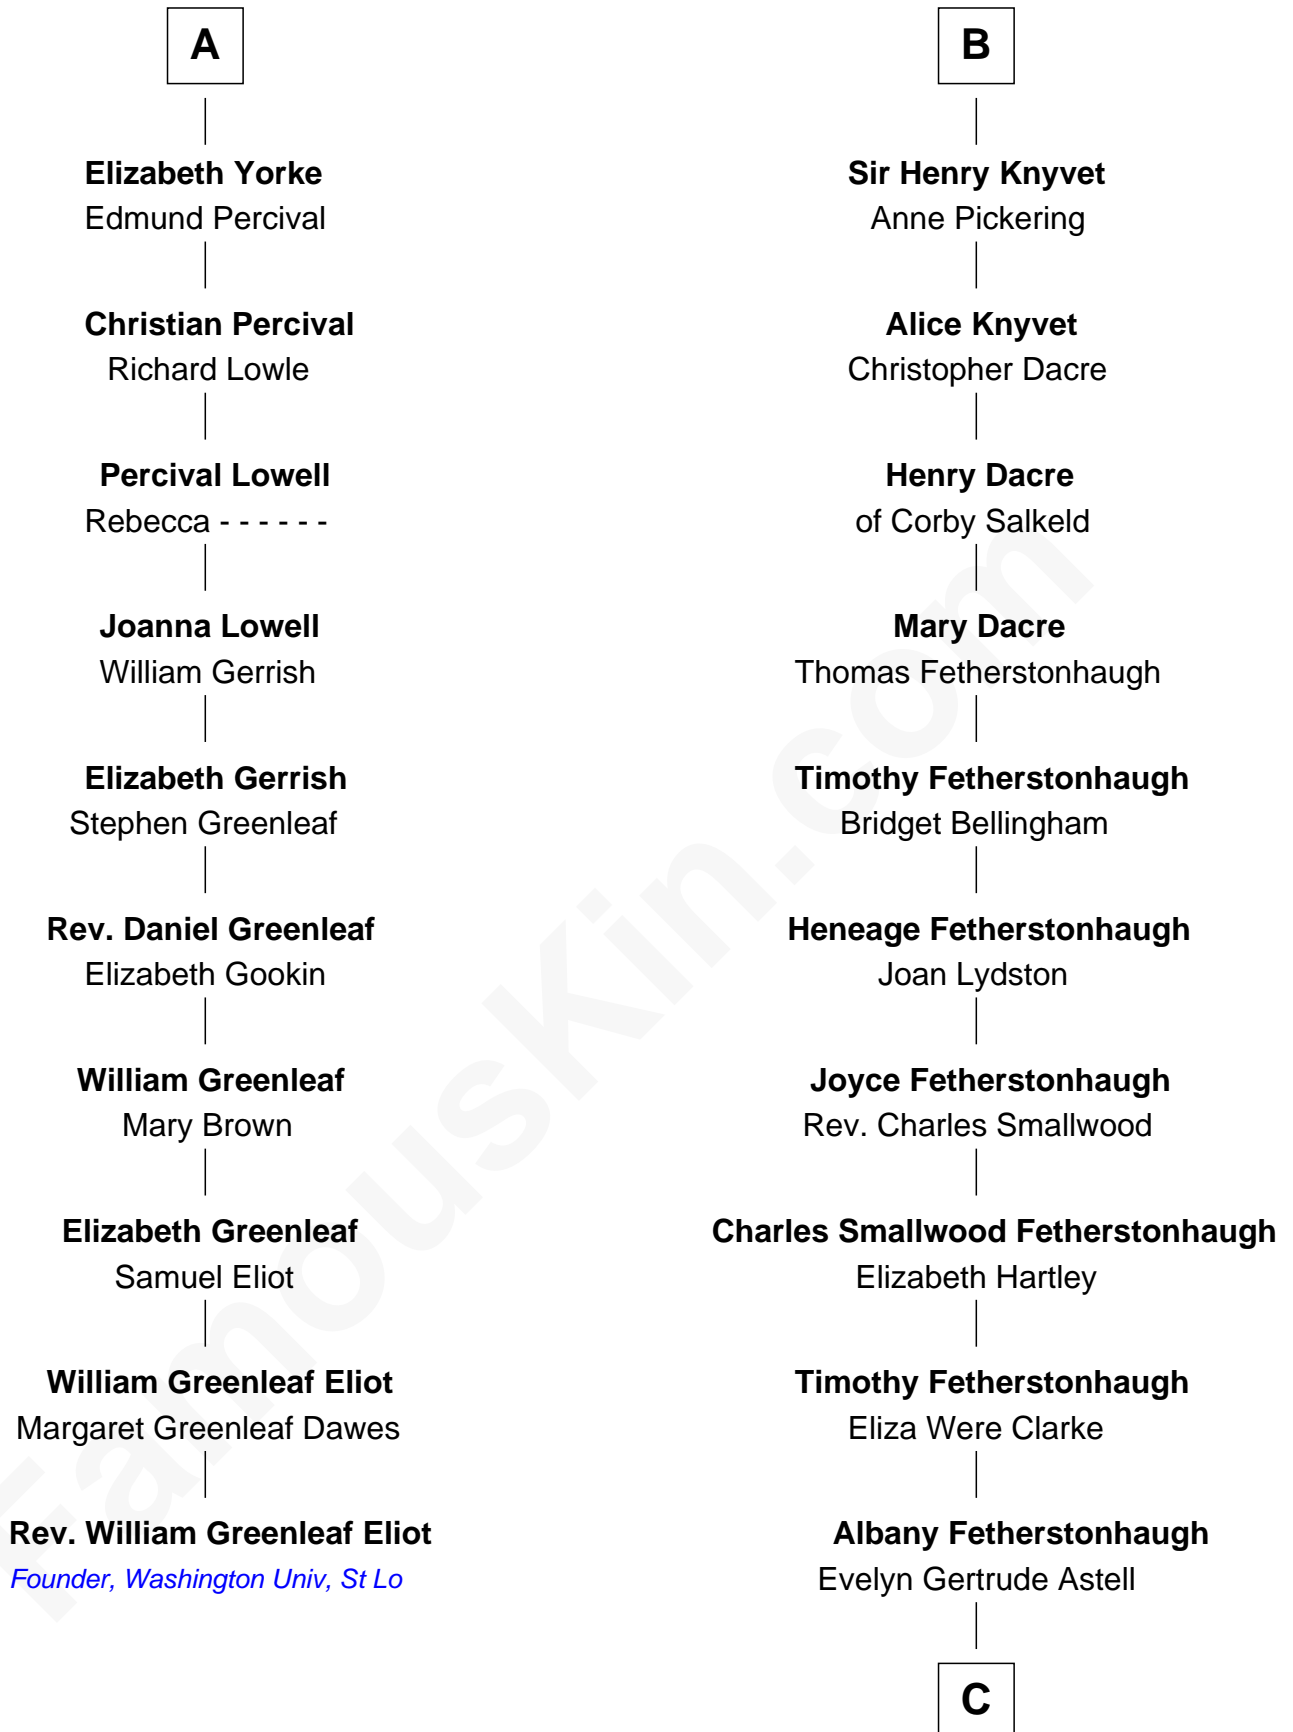 A
Elizabeth Yorke
Edmund Percival
Christian Percival
Richard Lowle
Percival Lowell
Rebecca - - - - - -
Joanna Lowell
William Gerrish
Elizabeth Gerrish
Stephen Greenleaf
Rev. Daniel Greenleaf
Elizabeth Gookin
William Greenleaf
Mary Brown
Elizabeth Greenleaf
Samuel Eliot
William Greenleaf Eliot
Margaret Greenleaf Dawes
Rev. William Greenleaf Eliot
Founder, Washington Univ, St Lo
B
Sir Henry Knyvet
Anne Pickering
Alice Knyvet
Christopher Dacre
Henry Dacre
of Corby Salkeld
Mary Dacre
Thomas Fetherstonhaugh
Timothy Fetherstonhaugh
Bridget Bellingham
Heneage Fetherstonhaugh
Joan Lydston
Joyce Fetherstonhaugh
Rev. Charles Smallwood
Charles Smallwood Fetherstonhaugh
Elizabeth Hartley
Timothy Fetherstonhaugh
Eliza Were Clarke
Albany Fetherstonhaugh
Evelyn Gertrude Astell
C
FamousKin.com